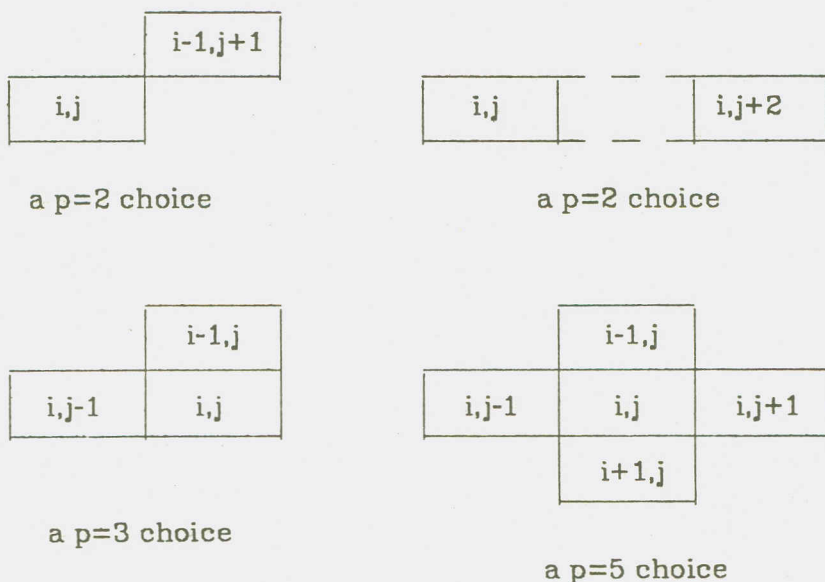 i-1,j+1
i,j
i,j
i,j+2
a p=2 choice
a p=2 choice
i-1,j
i,j-1
i,j
a p=3 choice
i-1,j
i,j-1
i,j
i,j+1
i+1,j
a p=5 choice